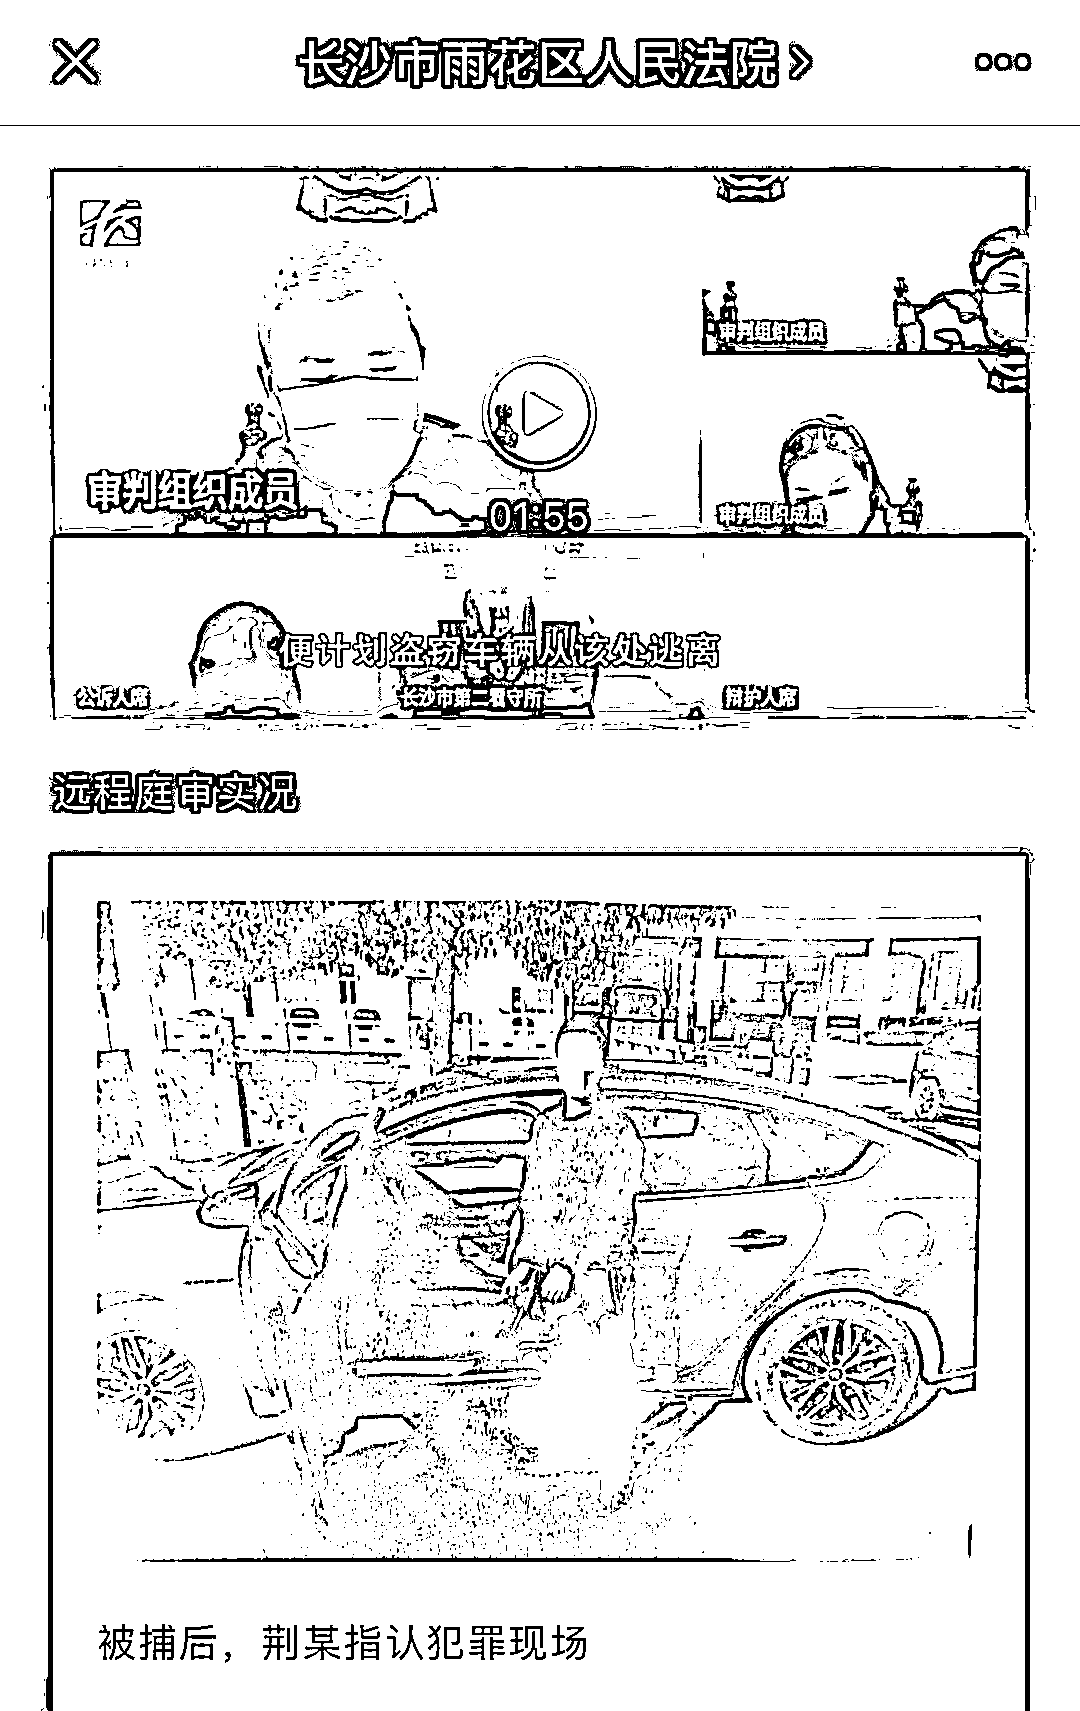 长沙市雨花区人民法院
审判组织成员
审判组织成员
审判组织成员
01:55
便计划盗窃车辆从该处逃离
公诉人席
长沙市第二看守所
辩护人席
远程庭审实况
被捕后，荆某指认犯罪现场